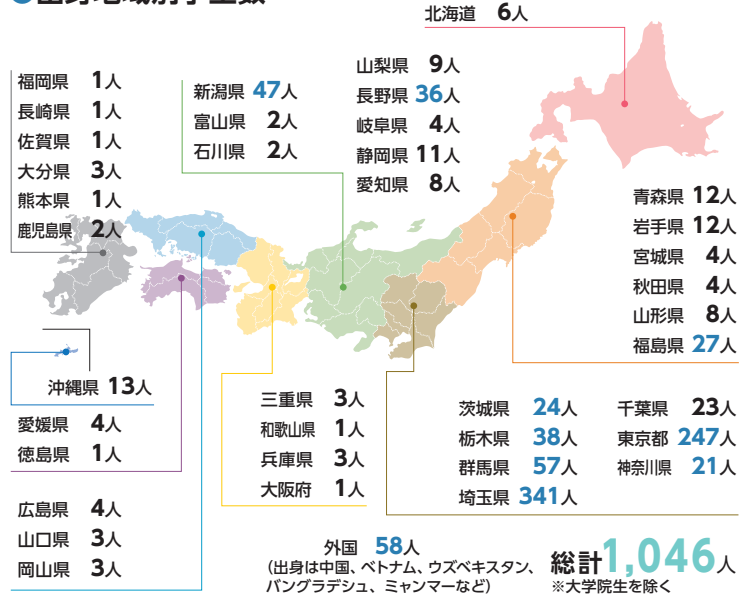 北海道 6人
福岡県 1人
長崎県 1人
佐賀県 1人
大分県 3人
熊本県 1人
鹿児島県 2人
新潟県 47人
富山県 2人
石川県 2人
山梨県 9人
長野県 36人
岐阜県 4人
静岡県 11人
愛知県 8人
青森県 12人
岩手県 12人
宮城県 4人
秋田県 4人
山形県 8人
福島県 27人
沖縄県 13人
愛媛県 4人
徳島県 1人
広島県 4人
山口県 3人
岡山県 3人
三重県 3人
和歌山県 1人
兵庫県 3人
大阪府 1人
茨城県 24人
栃木県 38人
群馬県 57人
埼玉県 341人
千葉県 23人
東京都 247人
神奈川県 21人
外国 58人
(出身は中国、ベトナム、ウズベキスタン、
バングラデシュ、ミャンマーなど)
総計1,046人
※大学院生を除く